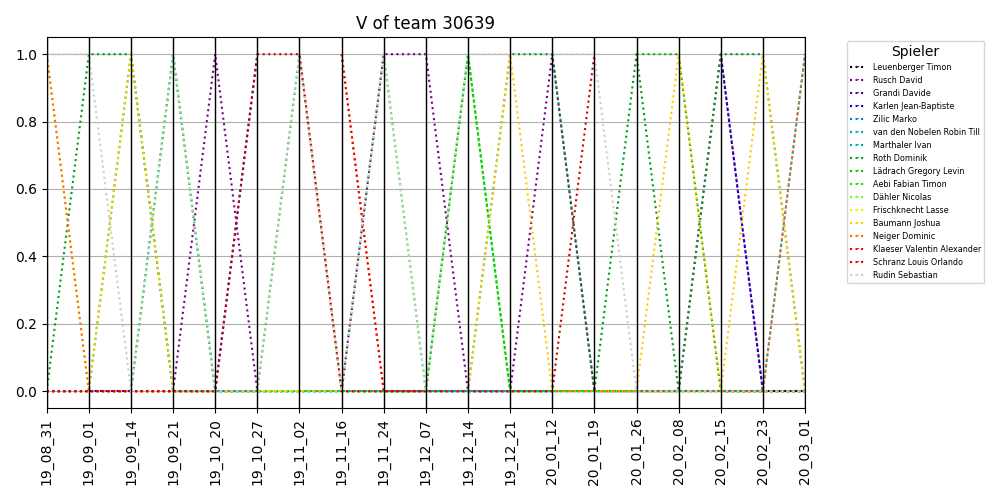 V of team 30639
1.0
0.8
0.6
0.4
0.2
0.0
19_08_31
19_09_01
19_09_14
19_09_21
19_10_20
19_10_27
19_11_02
19_11_16
19_11_24
19_12_07
19_12_14
19_12_21
20_01_12
20_01_19
20_01_26
20_02_08
20_02_15
20_02_23
20_03_01
Spieler
Leuenberger Timon
Rusch David
Grandi Davide
Karlen Jean-Baptiste
Zilic Marko
van den Nobelen Robin Till
Marthaler Ivan
Roth Dominik
Lädrach Gregory Levin
Aebi Fabian Timon
Dähler Nicolas
Frischknecht Lasse
Baumann Joshua
Neiger Dominic
Klaeser Valentin Alexander
Schranz Louis Orlando
Rudin Sebastian